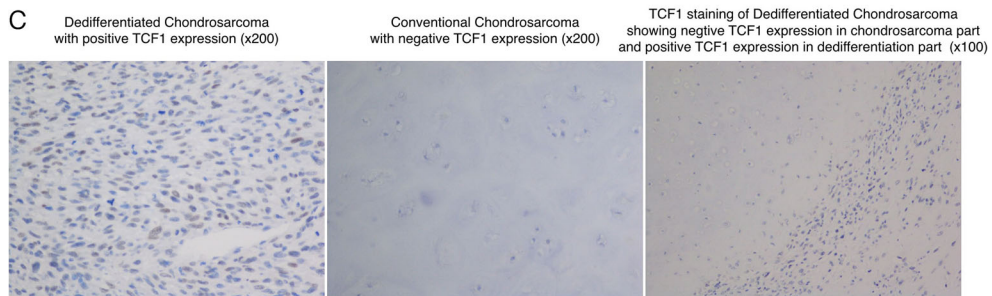 C
Dedifferentiated Chondrosarcoma
with positive TCF1 expression (x200)
Conventional Chondrosarcoma
with negative TCF1 expression (x200)
TCF1 staining of Dedifferentiated Chondrosarcoma
showing negtive TCF1 expression in chondrosarcoma part
and positive TCF1 expression in dedifferentiation part (x100)